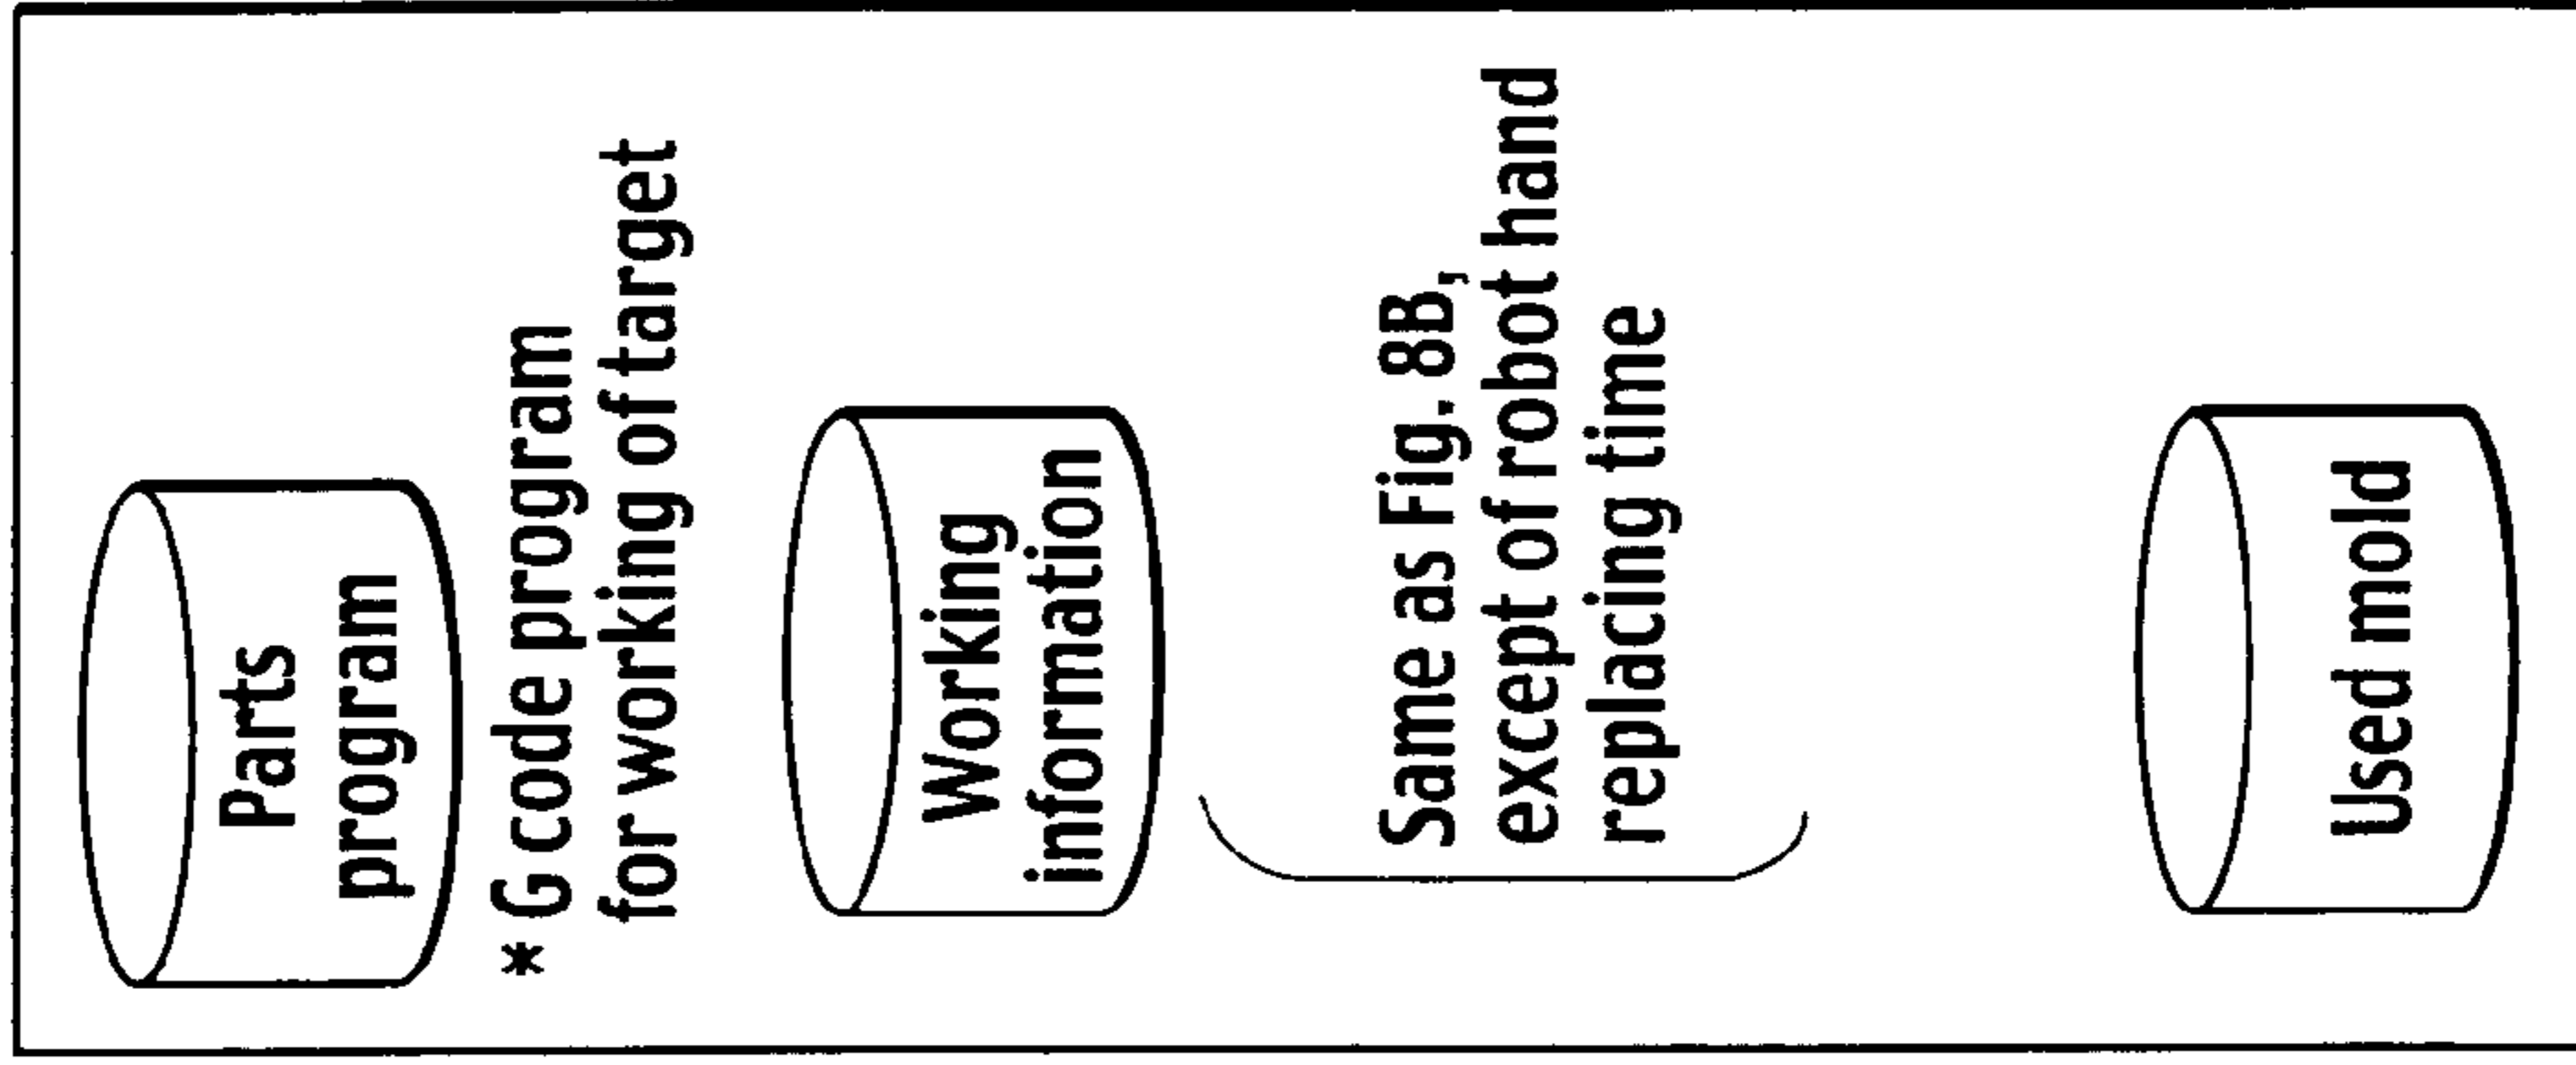 Parts
program
* G code program
for working of target
Working
information
Same as Fig. 8B,
except of robot hand
replacing time
Used mold